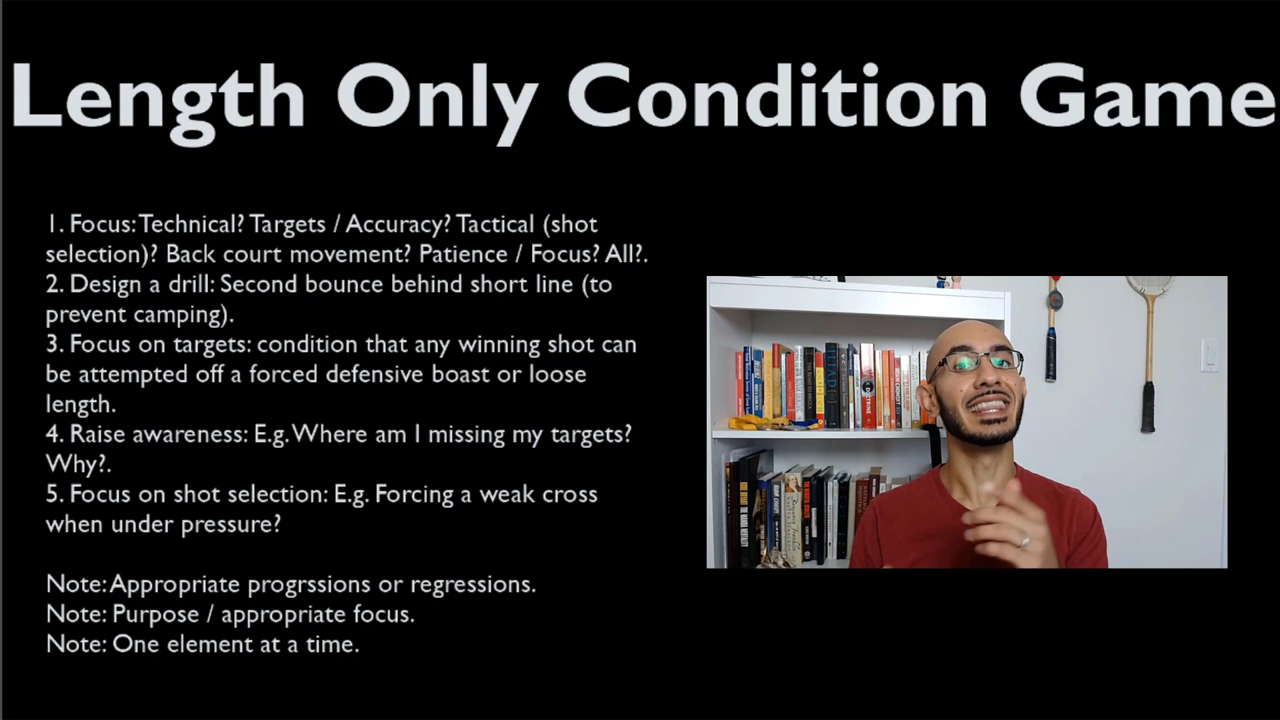 Length Only Condition Game
1. Focus: Technical? Targets / Accuracy? Tactical (shot
selection)? Back court movement? Patience / Focus? All?.
2. Design a drill: Second bounce behind short line (to
prevent camping).
3. Focus on targets: condition that any winning shot can
be attempted off a forced defensive boast or loose
length.
4. Raise awareness: E.g. Where am I missing my targets?
Why?.
5. Focus on shot selection: E.g. Forcing a weak cross
when under pressure?
Note: Appropriate progrssions or regressions.
Note: Purpose / appropriate focus.
Note: One element at a time.